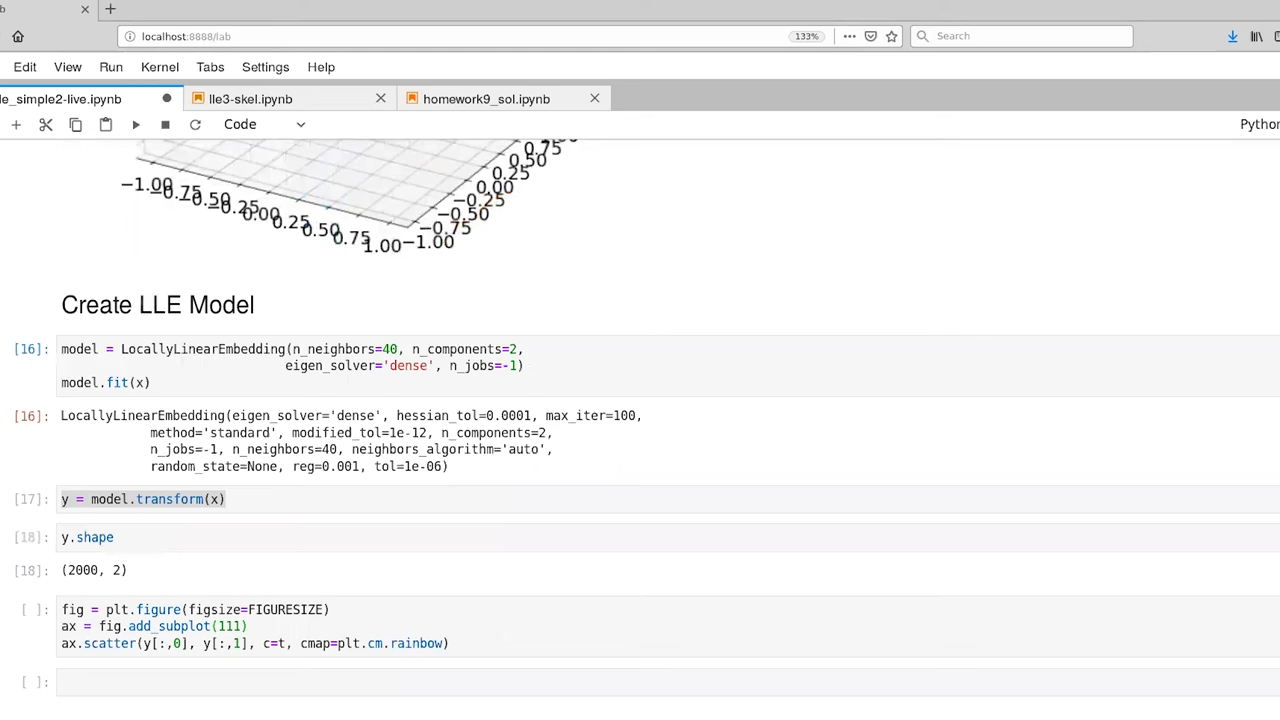 b
localhost:8888/lab
133%
Search
Edit View Run Kernel Tabs Settings Help
le_simple2-live.ipynb
lle3-skel.ipynb
homework9_sol.ipynb
Code
Python
0.75
0.50
0.25
0.00
−0.25
−0.50
−0.75
−1.00
−1.00
−0.75
−0.50
−0.25
0.00
0.25
0.50
0.75
1.00
Create LLE Model
[16]: model = LocallyLinearEmbedding(n_neighbors=40, n_components=2,
eigen_solver='dense', n_jobs=-1)
model.fit(x)
[16]: LocallyLinearEmbedding(eigen_solver='dense', hessian_tol=0.0001, max_iter=100,
method='standard', modified_tol=1e-12, n_components=2,
n_jobs=-1, n_neighbors=40, neighbors_algorithm='auto',
random_state=None, reg=0.001, tol=1e-06)
[17]: y = model.transform(x)
[18]: y.shape
[18]: (2000, 2)
[ ]: fig = plt.figure(figsize=FIGURESIZE)
ax = fig.add_subplot(111)
ax.scatter(y[:,0], y[:,1], c=t, cmap=plt.cm.rainbow)
[ ]: